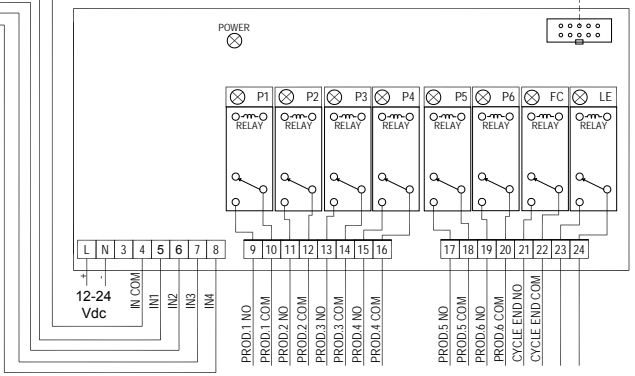 POWER
P1 P2 P3 P4 P5 P6 FC LE
RELAY RELAY RELAY RELAY RELAY RELAY RELAY RELAY
L N 3 4 5 6 7 8 9 10 11 12 13 14 15 16 17 18 19 20 21 22 23 24
+ -
12-24
Vdc
IN COM
IN1
IN2
IN3
IN4
PROD.1 NO
PROD.1 COM
PROD.2 NO
PROD.2 COM
PROD.3 NO
PROD.3 COM
PROD.4 NO
PROD.4 COM
PROD.5 NO
PROD.5 COM
PROD.6 NO
PROD.6 COM
CYCLE END NO
CYCLE END COM